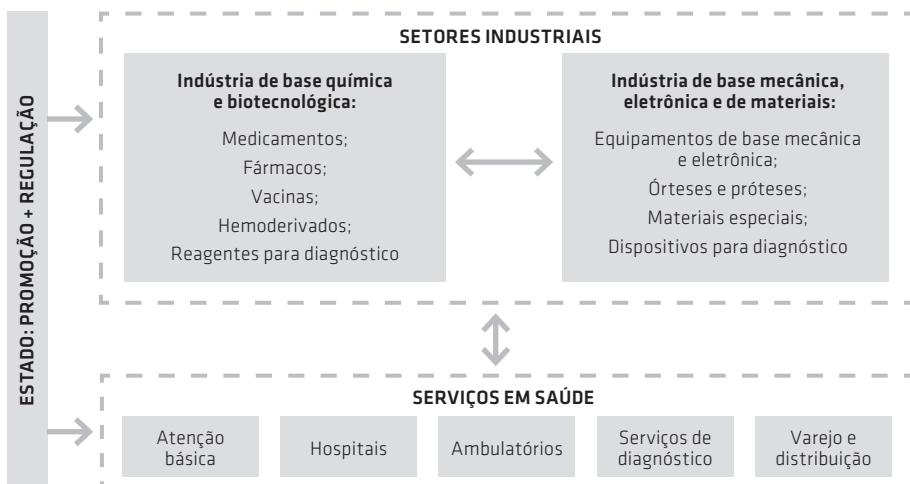 ESTADO: PROMOÇÃO + REGULAÇÃO
SETORES INDUSTRIAIS
Indústria de base química
e biotecnológica:
Medicamentos;
Fármacos;
Vacinas;
Hemoderivados;
Reagentes para diagnóstico
Indústria de base mecânica,
eletrônica e de materiais:
Equipamentos de base mecânica
e eletrônica;
Órteses e próteses;
Materiais especiais;
Dispositivos para diagnóstico
SERVIÇOS EM SAÚDE
Atenção
básica
Hospitais
Ambulatórios
Serviços de
diagnóstico
Varejo e
distribuição